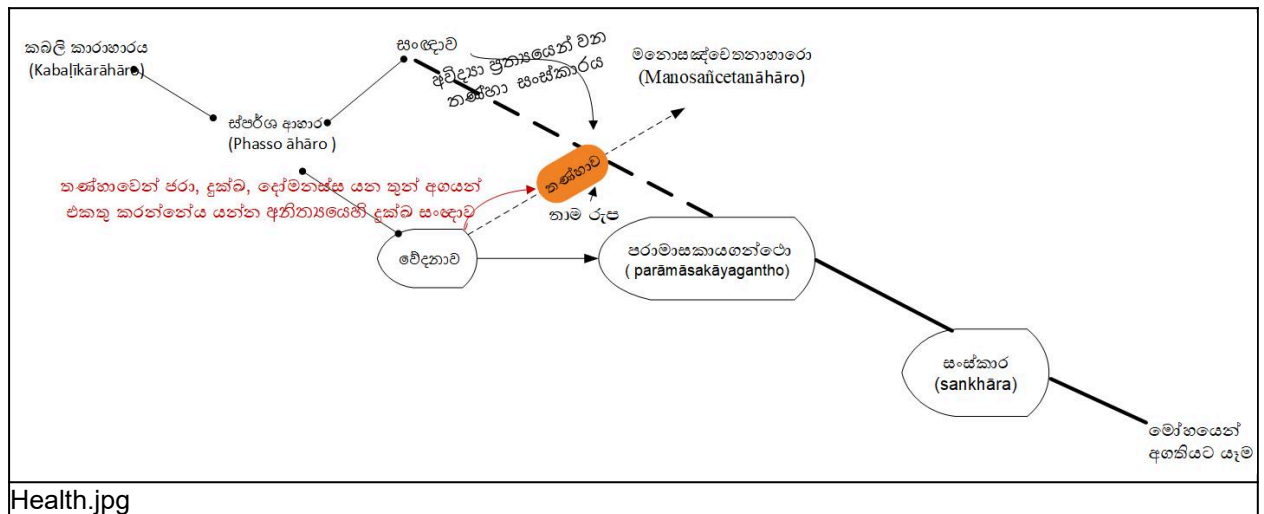 කබලි කාරාහාරය
(Kabaḷīkārāhāro)
ස්පර්ශ ආහාර
(Phasso āhāro )
සංඥාව
අවිද්‍යා ප්‍රත්‍යයෙන් වන
තණ්හා සංස්කාරය
මනොසඤ්චෙතනාහාරො
(Manosañcetanāhāro)
තණ්හාව
තණ්හාවෙන් ජරා, දුක්ඛ, දෝමනස්ස යන තුන් අගයන්
එකතු කරන්නේය යන්න අනිත්‍යයෙහි දුක්ඛ සංඥාව
නාම රුප
වේදනාව
පරාමාසකායගන්ථො
( parāmāsakāyagantho)
සංස්කාර
(sankhāra)
මෝහයෙන්
අගතියට යෑම
Health.jpg